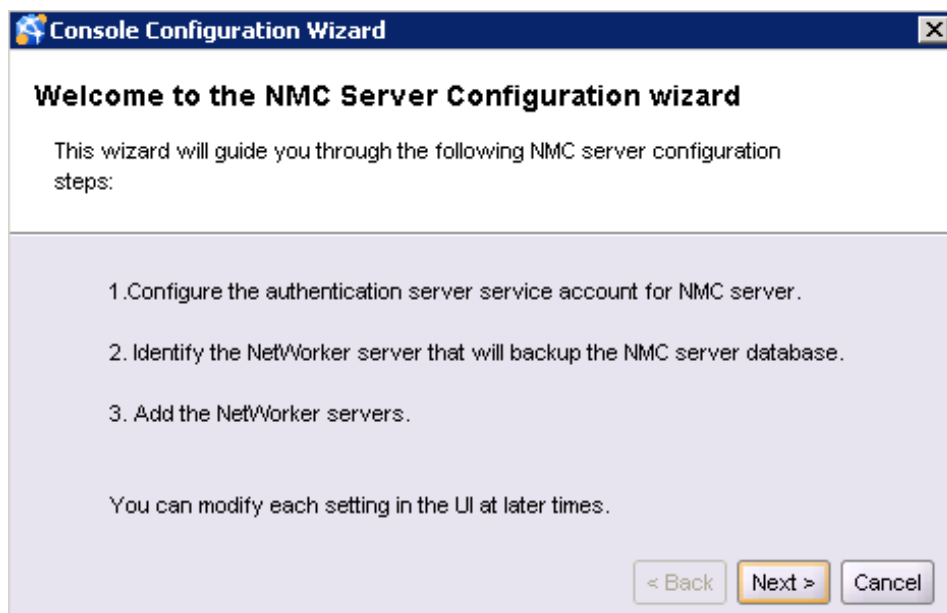 Console Configuration Wizard
Welcome to the NMC Server Configuration wizard
This wizard will guide you through the following NMC server configuration
steps:
1.Configure the authentication server service account for NMC server.
2. Identify the NetWorker server that will backup the NMC server database.
3. Add the NetWorker servers.
You can modify each setting in the UI at later times.
< Back Next > Cancel